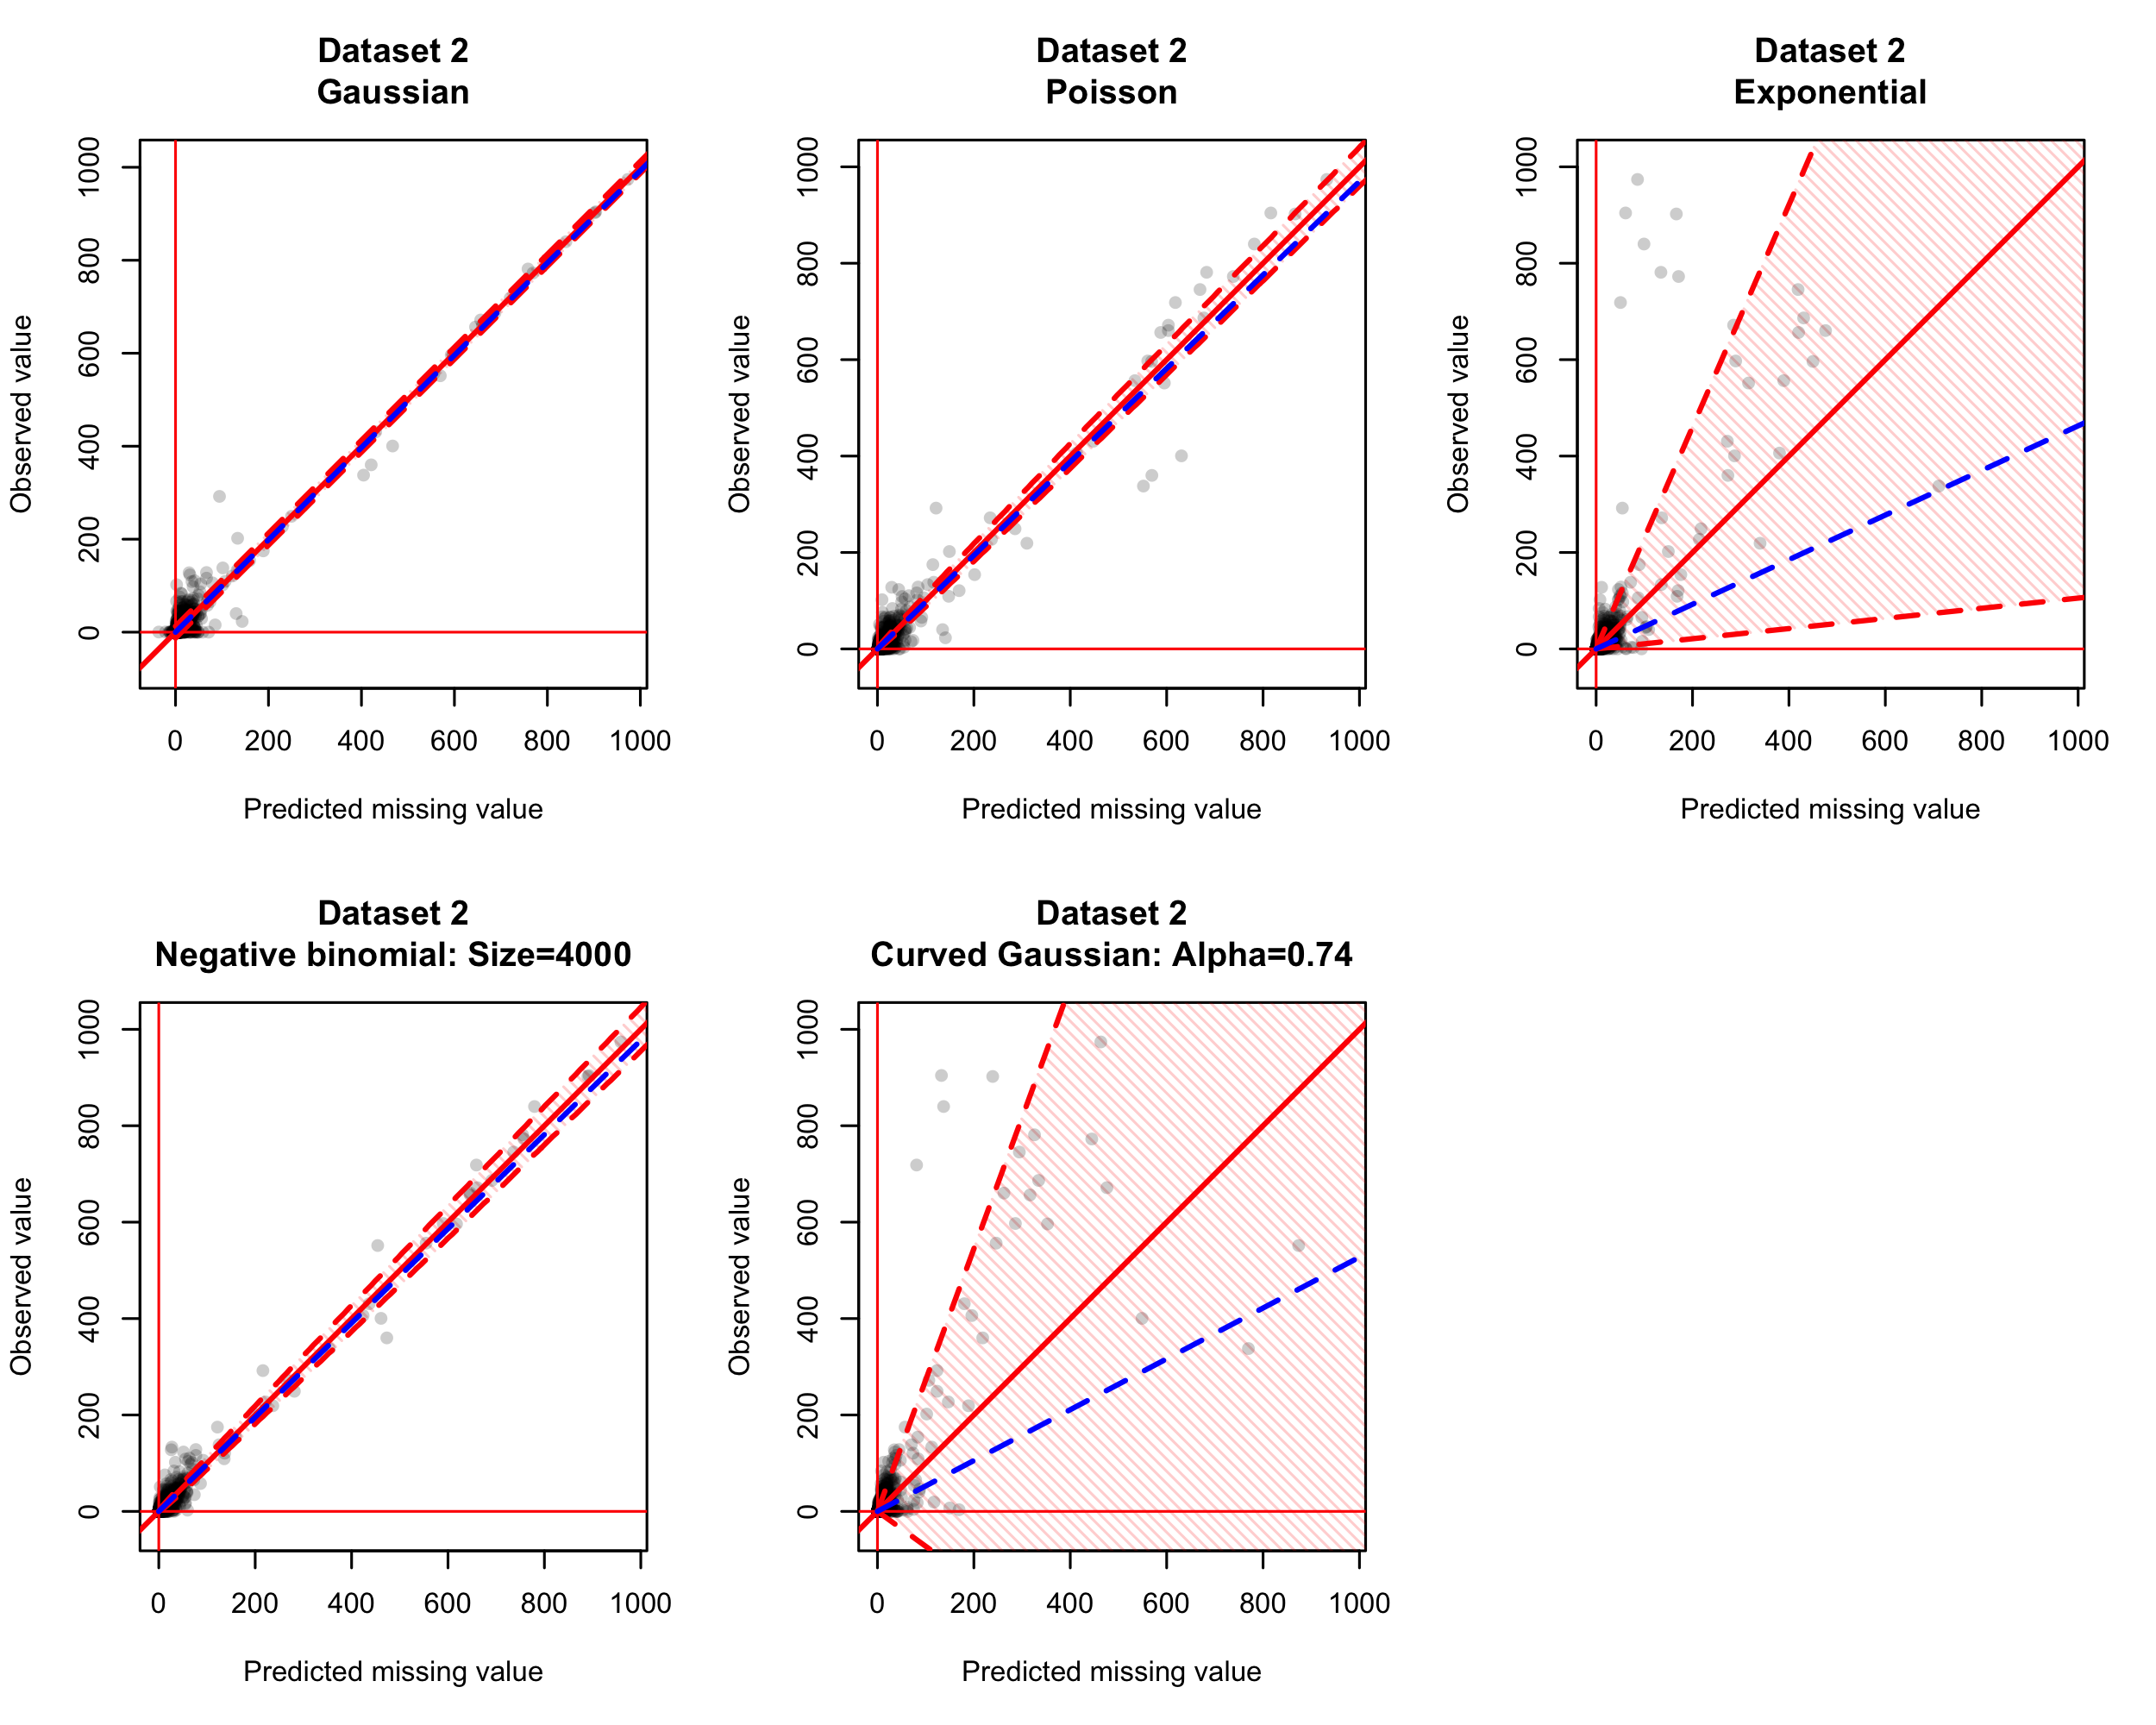 Dataset 2
Gaussian
Observed value
1000
800
600
400
200
0
0 200 400 600 800 1000
Predicted missing value
Dataset 2
Poisson
Observed value
1000
800
600
400
200
0
0 200 400 600 800 1000
Predicted missing value
Dataset 2
Exponential
Observed value
1000
800
600
400
200
0
0 200 400 600 800 1000
Predicted missing value
Dataset 2
Negative binomial: Size=4000
Observed value
1000
800
600
400
200
0
0 200 400 600 800 1000
Predicted missing value
Dataset 2
Curved Gaussian: Alpha=0.74
Observed value
1000
800
600
400
200
0
0 200 400 600 800 1000
Predicted missing value